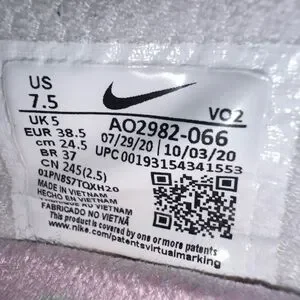 US
7.5
VO2
UK 5
EUR 38.5
cm 24.5
BR 37
CN 245(2.5)
AO2982-066
07/29/20 10/03/20
UPC 00193154341553
01PNBS7TQXH20
MADE IN VIETNAM
HECHO EN VIETNAM
FABRICADO NO VIETNÃ
This product is covered by one or more patents
www.nike.com/patentsvirtualmarking